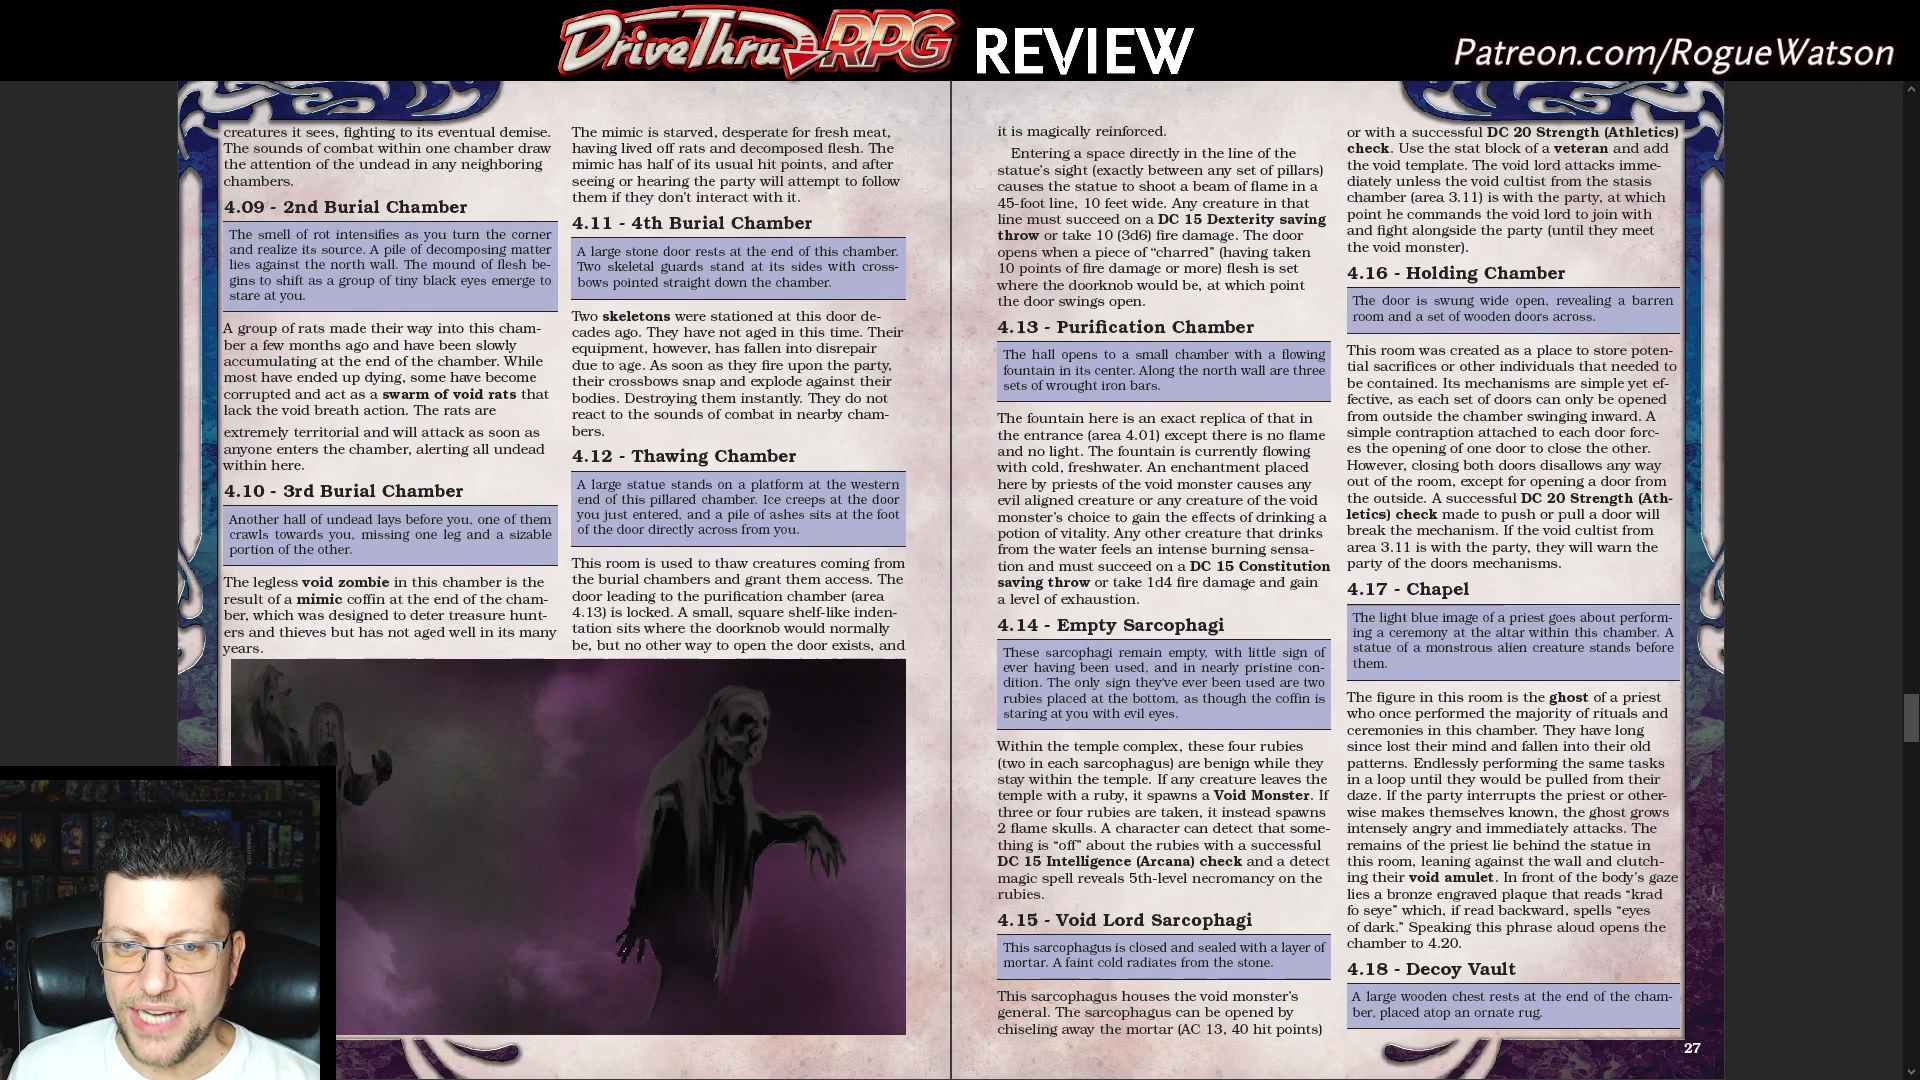 DriveThruRPG REVIEW
Patreon.com/RogueWatson
creatures it sees, fighting to its eventual demise.
The sounds of combat within one chamber draw
the attention of the undead in any neighboring
chambers.
4.09 - 2nd Burial Chamber
The smell of rot intensifies as you turn the corner
and realize its source. A pile of decomposing matter
lies against the north wall. The mound of flesh be-
gins to shift as a group of tiny black eyes emerge to
stare at you.
A group of rats made their way into this cham-
ber a few months ago and have been slowly
accumulating at the end of the chamber. While
most have ended up dying, some have become
corrupted and act as a swarm of void rats that
lack the void breath action. The rats are
extremely territorial and will attack as soon as
anyone enters the chamber, alerting all undead
within here.
4.10 - 3rd Burial Chamber
Another hall of undead lays before you, one of them
crawls towards you, missing one leg and a sizable
portion of the other.
The legless void zombie in this chamber is the
result of a mimic coffin at the end of the cham-
ber, which was designed to deter treasure hunt-
ers and thieves but has not aged well in its many
years.
The mimic is starved, desperate for fresh meat,
having lived off rats and decomposed flesh. The
mimic has half of its usual hit points, and after
seeing or hearing the party will attempt to follow
them if they don't interact with it.
4.11 - 4th Burial Chamber
A large stone door rests at the end of this chamber.
Two skeletal guards stand at its sides with cross-
bows pointed straight down the chamber.
Two skeletons were stationed at this door de-
cades ago. They have not aged in this time. Their
equipment, however, has fallen into disrepair
due to age. As soon as they fire upon the party,
their crossbows snap and explode against their
bodies. Destroying them instantly. They do not
react to the sounds of combat in nearby cham-
bers.
4.12 - Thawing Chamber
A large statue stands on a platform at the western
end of this pillared chamber. Ice creeps at the door
you just entered, and a pile of ashes sits at the foot
of the door directly across from you.
This room is used to thaw creatures coming from
the burial chambers and grant them access. The
door leading to the purification chamber (area
4.13) is locked. A small, square shelf-like inden-
tation sits where the doorknob would normally
be, but no other way to open the door exists, and
it is magically reinforced.
Entering a space directly in the line of the
statue's sight (exactly between any set of pillars)
causes the statue to shoot a beam of flame in a
45-foot line, 10 feet wide. Any creature in that
line must succeed on a DC 15 Dexterity saving
throw or take 10 (3d6) fire damage. The door
opens when a piece of “charred” (having taken
10 points of fire damage or more) flesh is set
where the doorknob would be, at which point
the door swings open.
4.13 - Purification Chamber
The hall opens to a small chamber with a flowing
fountain in its center. Along the north wall are three
sets of wrought iron bars.
The fountain here is an exact replica of that in
the entrance (area 4.01) except there is no flame
and no light. The fountain is currently flowing
with cold, freshwater. An enchantment placed
here by priests of the void monster causes any
evil aligned creature or any creature of the void
monster's choice to gain the effects of drinking a
potion of vitality. Any other creature that drinks
from the water feels an intense burning sensa-
tion and must succeed on a DC 15 Constitution
saving throw or take 1d4 fire damage and gain
a level of exhaustion.
4.14 - Empty Sarcophagi
These sarcophagi remain empty, with little sign of
ever having been used, and in nearly pristine con-
dition. The only sign they've ever been used are two
rubies placed at the bottom, as though the coffin is
staring at you with evil eyes.
Within the temple complex, these four rubies
(two in each sarcophagus) are benign while they
stay within the temple. If any creature leaves the
temple with a ruby, it spawns a Void Monster. If
three or four rubies are taken, it instead spawns
2 flame skulls. A character can detect that some-
thing is “off” about the rubies with a successful
DC 15 Intelligence (Arcana) check and a detect
magic spell reveals 5th-level necromancy on the
rubies.
4.15 - Void Lord Sarcophagi
This sarcophagus is closed and sealed with a layer of
mortar. A faint cold radiates from the stone.
This sarcophagus houses the void monster's
general. The sarcophagus can be opened by
chiseling away the mortar (AC 13, 40 hit points)
or with a successful DC 20 Strength (Athletics)
check. Use the stat block of a veteran and add
the void template. The void lord attacks imme-
diately unless the void cultist from the stasis
chamber (area 3.11) is with the party, at which
point he commands the void lord to join with
and fight alongside the party (until they meet
the void monster).
4.16 - Holding Chamber
The door is swung wide open, revealing a barren
room and a set of wooden doors across.
This room was created as a place to store poten-
tial sacrifices or other individuals that needed to
be contained. Its mechanisms are simple yet ef-
fective, as each set of doors can only be opened
from outside the chamber swinging inward. A
simple contraption attached to each door forc-
es the opening of one door to close the other.
However, closing both doors disallows any way
out of the room, except for opening a door from
the outside. A successful DC 20 Strength (Ath-
letics) check made to push or pull a door will
break the mechanism. If the void cultist from
area 3.11 is with the party, they will warn the
party of the doors mechanisms.
4.17 - Chapel
The light blue image of a priest goes about perform-
ing a ceremony at the altar within this chamber. A
statue of a monstrous alien creature stands before
them.
The figure in this room is the ghost of a priest
who once performed the majority of rituals and
ceremonies in this chamber. They have long
since lost their mind and fallen into their old
patterns. Endlessly performing the same tasks
in a loop until they would be pulled from their
daze. If the party interrupts the priest or other-
wise makes themselves known, the ghost grows
intensely angry and immediately attacks. The
remains of the priest lie behind the statue in
this room, leaning against the wall and clutch-
ing their void amulet. In front of the body's gaze
lies a bronze engraved plaque that reads “krad
fo seye” which, if read backward, spells “eyes
of dark.” Speaking this phrase aloud opens the
chamber to 4.20.
4.18 - Decoy Vault
A large wooden chest rests at the end of the cham-
ber, placed atop an ornate rug.
27